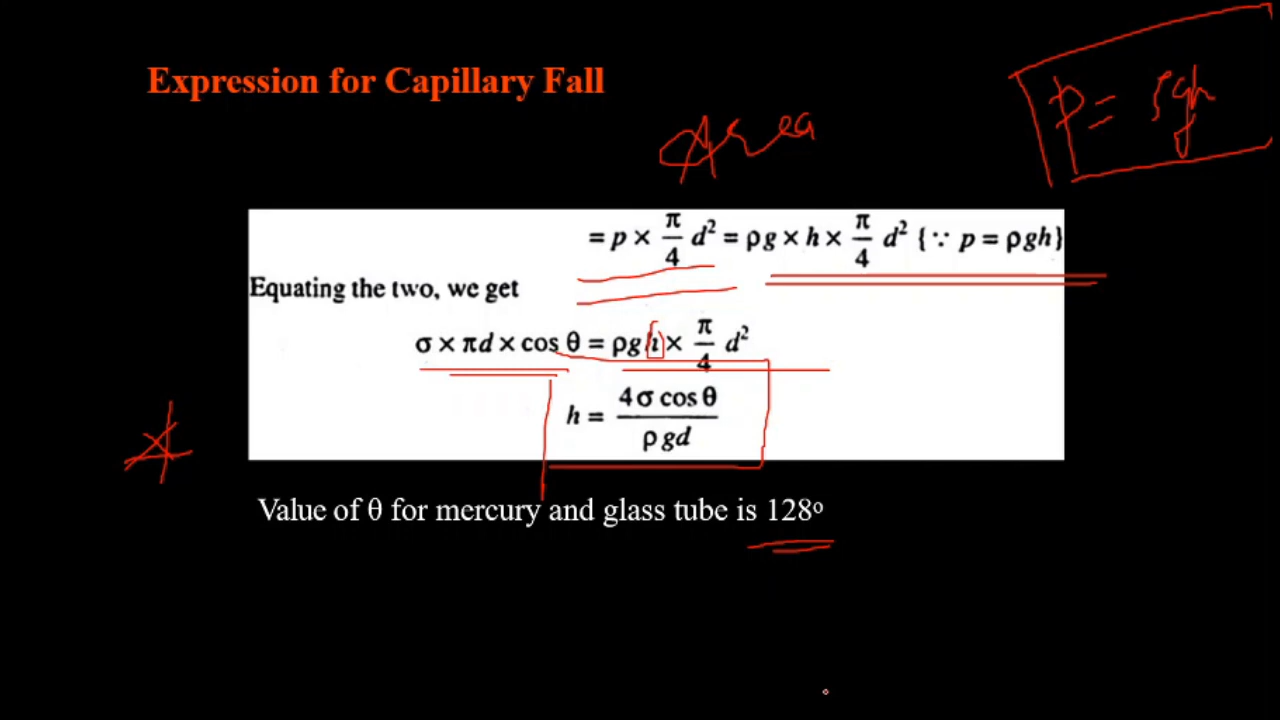 Expression for Capillary Fall
p = ρgh
Area
= p × π/4 d² = ρg × h × π/4 d² {∵ p = ρgh}
Equating the two, we get
σ × πd × cos θ = ρgh × π/4 d²
h = 4σ cos θ / ρgd
Value of θ for mercury and glass tube is 128°